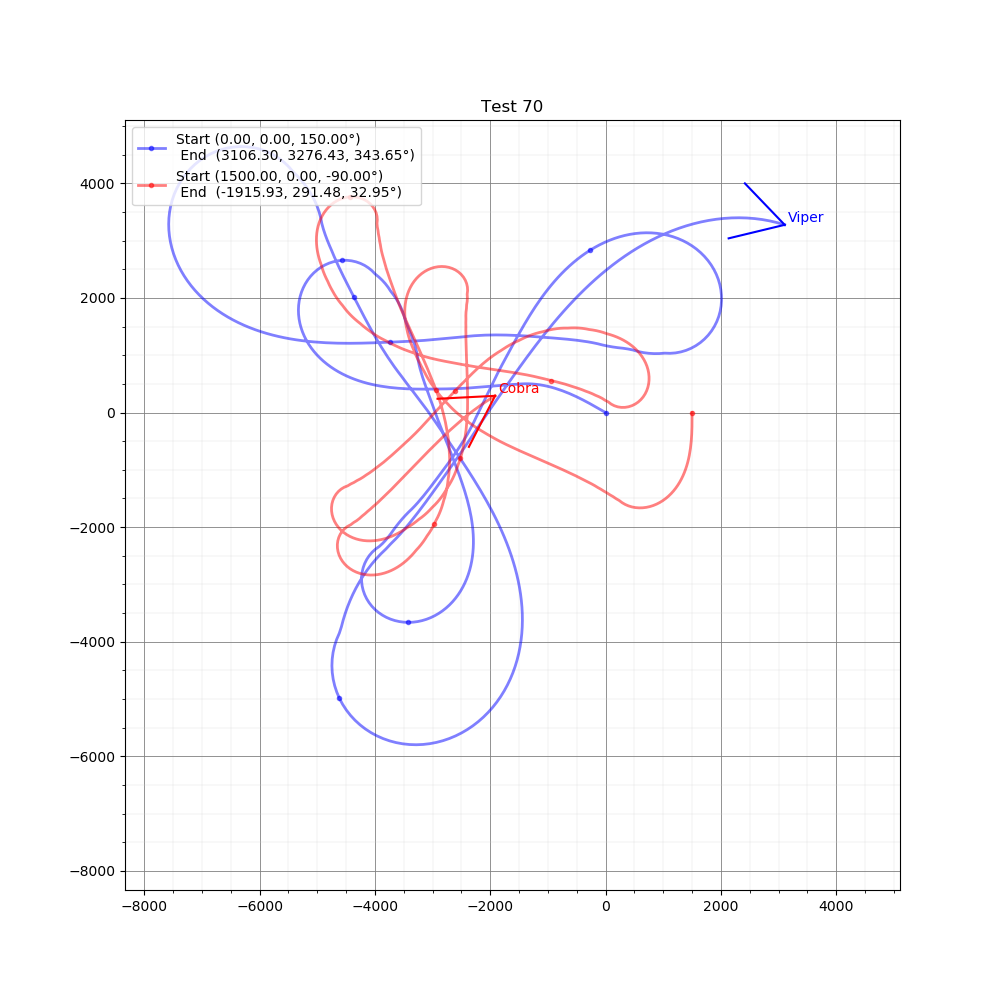 Test 70
Start (0.00, 0.00, 150.00°)
End (3106.30, 3276.43, 343.65°)
Start (1500.00, 0.00, -90.00°)
End (-1915.93, 291.48, 32.95°)
Viper
Cobra
4000
2000
0
−2000
−4000
−6000
−8000
−8000 −6000 −4000 −2000 0 2000 4000